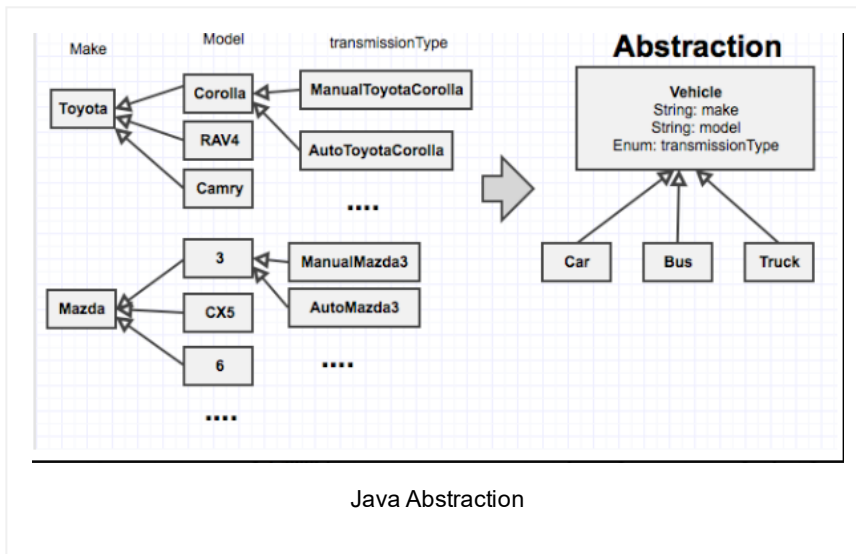 Make
Model
transmissionType
Toyota
Corolla
RAV4
Camry
ManualToyotaCorolla
AutoToyotaCorolla
....
Mazda
3
CX5
6
....
ManualMazda3
AutoMazda3
....
Abstraction
Vehicle
String: make
String: model
Enum: transmissionType
Car
Bus
Truck
Java Abstraction